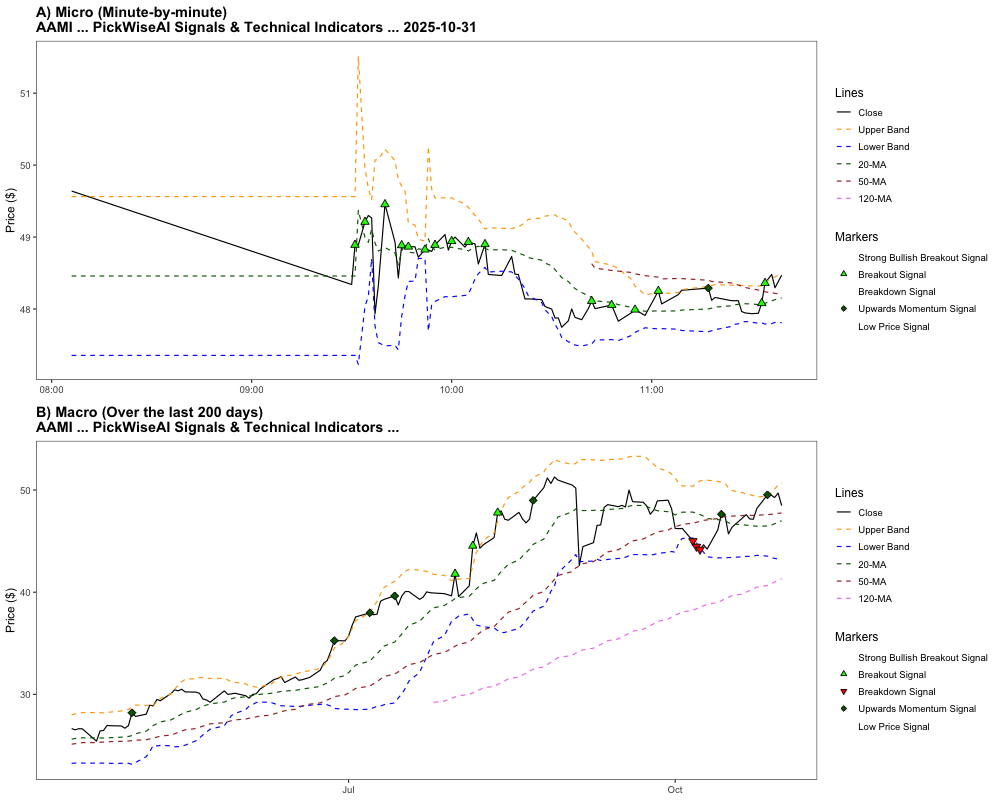 A) Micro (Minute-by-minute)
AAMI ... PickWiseAI Signals & Technical Indicators ... 2025-10-31
Price ($)
51
50
49
48
08:00
09:00
10:00
11:00
Lines
Close
Upper Band
Lower Band
20-MA
50-MA
120-MA
Markers
Strong Bullish Breakout Signal
Breakout Signal
Breakdown Signal
Upwards Momentum Signal
Low Price Signal
B) Macro (Over the last 200 days)
AAMI ... PickWiseAI Signals & Technical Indicators ...
Price ($)
50
40
30
Jul
Oct
Lines
Close
Upper Band
Lower Band
20-MA
50-MA
120-MA
Markers
Strong Bullish Breakout Signal
Breakout Signal
Breakdown Signal
Upwards Momentum Signal
Low Price Signal